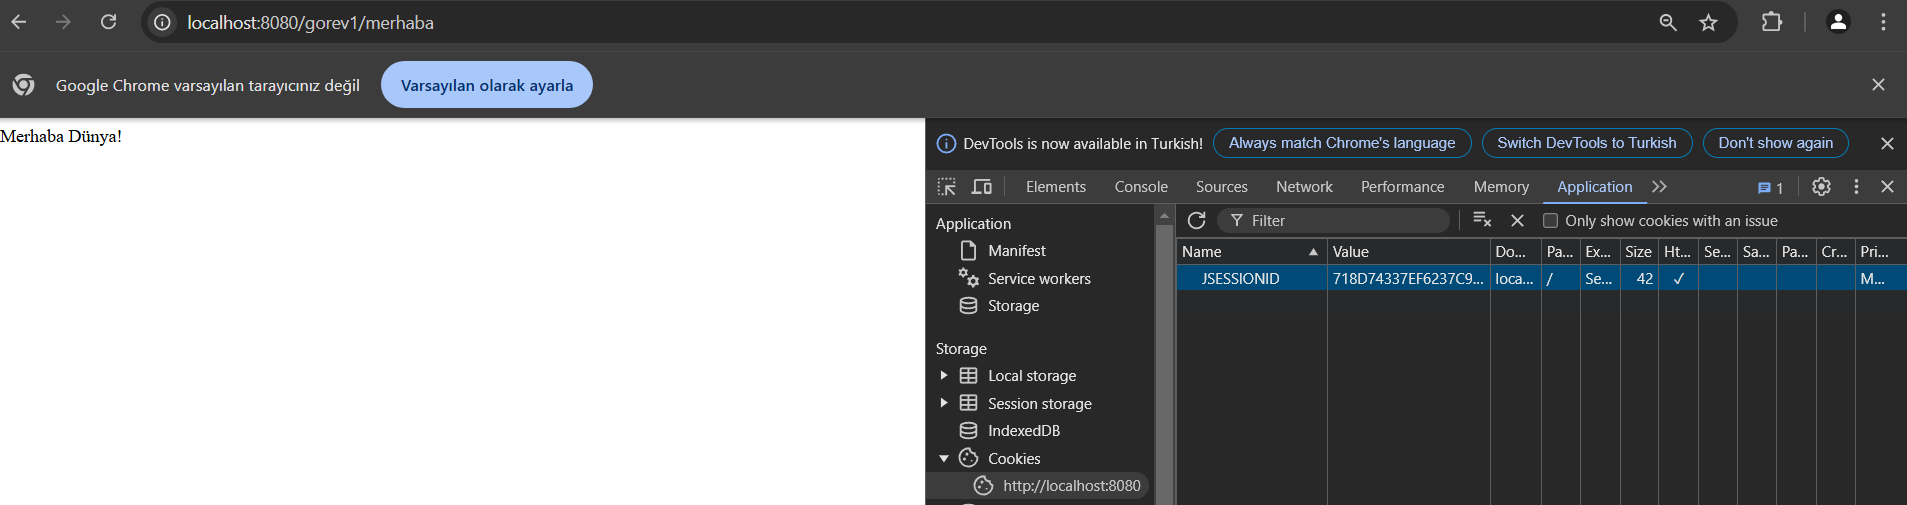 localhost:8080/gorev1/merhaba
Google Chrome varsayılan tarayıcınız değil
Varsayılan olarak ayarla
Merhaba Dünya!
DevTools is now available in Turkish!
Always match Chrome's language
Switch DevTools to Turkish
Don't show again
Elements Console Sources Network Performance Memory Application 1
Application
Manifest
Service workers
Storage
Storage
Local storage
Session storage
IndexedDB
Cookies
http://localhost:8080
Filter
Only show cookies with an issue
Name Value Do... Pa... Ex... Size Ht... Se... Sa... Pa... Cr... Pri...
JSESSIONID 718D74337EF6237C9... loca... / Se... 42 ✓ M...